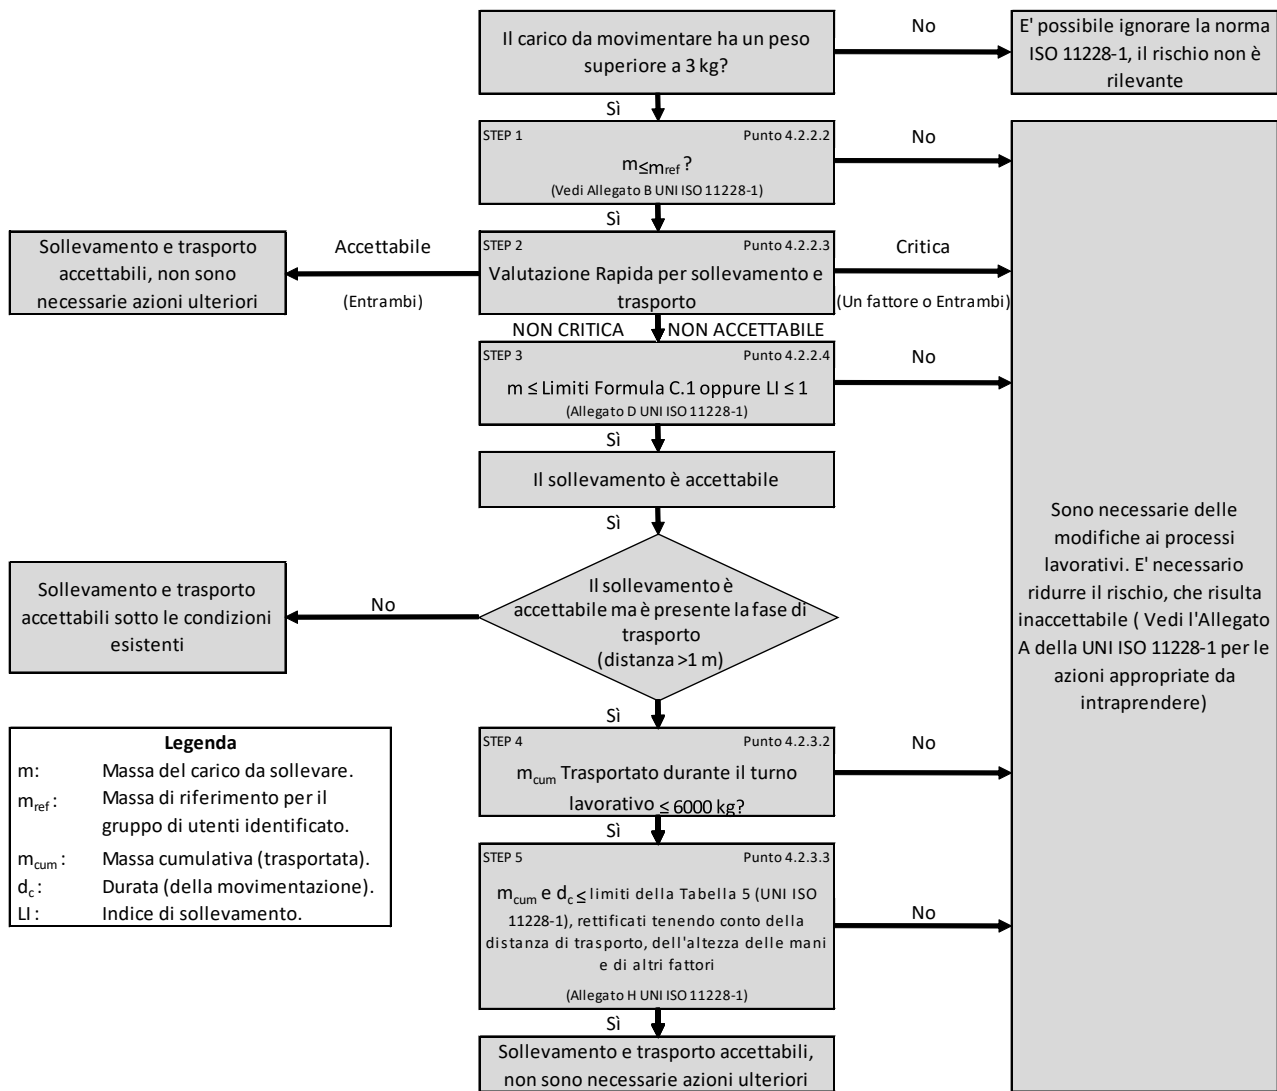 Il carico da movimentare ha un peso
superiore a 3 kg?
No
E' possibile ignorare la norma
ISO 11228-1, il rischio non è
rilevante
Sì
STEP 1 Punto 4.2.2.2
m≤mref ?
(Vedi Allegato B UNI ISO 11228-1)
No
Sì
STEP 2 Punto 4.2.2.3
Valutazione Rapida per sollevamento e
trasporto
Accettabile
(Entrambi)
Sollevamento e trasporto
accettabili, non sono
necessarie azioni ulteriori
Critica
(Un fattore o Entrambi)
NON CRITICA NON ACCETTABILE
STEP 3 Punto 4.2.2.4
m ≤ Limiti Formula C.1 oppure LI ≤ 1
(Allegato D UNI ISO 11228-1)
No
Sì
Il sollevamento è accettabile
Sì
Il sollevamento è
accettabile ma è presente la fase di
trasporto
(distanza >1 m)
No
Sollevamento e trasporto
accettabili sotto le condizioni
esistenti
Sono necessarie delle
modifiche ai processi
lavorativi. E' necessario
ridurre il rischio, che risulta
inaccettabile ( Vedi l'Allegato
A della UNI ISO 11228-1 per le
azioni appropriate da
intraprendere)
Sì
STEP 4 Punto 4.2.3.2
mcum Trasportato durante il turno
lavorativo ≤ 6000 kg?
No
Sì
STEP 5 Punto 4.2.3.3
mcum e dc ≤ limiti della Tabella 5 (UNI ISO
11228-1), rettificati tenendo conto della
distanza di trasporto, dell'altezza delle mani
e di altri fattori
(Allegato H UNI ISO 11228-1)
No
Sì
Sollevamento e trasporto accettabili,
non sono necessarie azioni ulteriori
Legenda
m: Massa del carico da sollevare.
mref : Massa di riferimento per il
gruppo di utenti identificato.
mcum : Massa cumulativa (trasportata).
dc : Durata (della movimentazione).
LI : Indice di sollevamento.